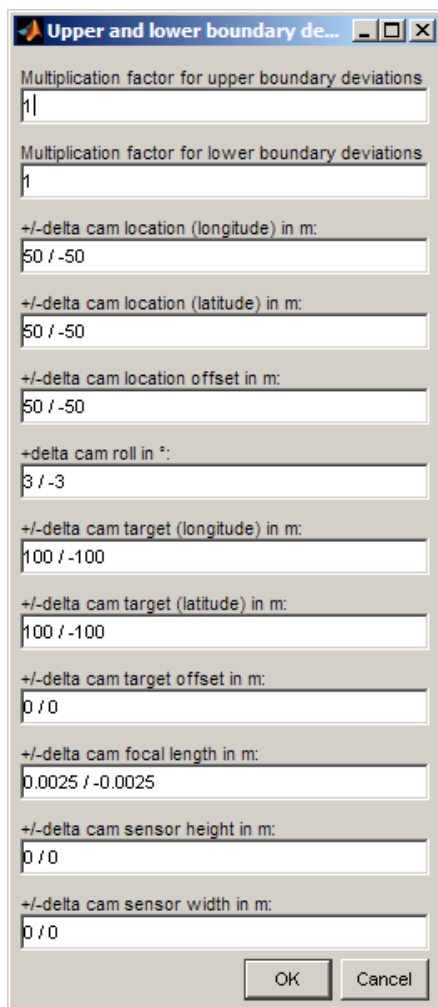 Upper and lower boundary de...
Multiplication factor for upper boundary deviations
1
Multiplication factor for lower boundary deviations
1
+/-delta cam location (longitude) in m:
50 / -50
+/-delta cam location (latitude) in m:
50 / -50
+/-delta cam location offset in m:
50 / -50
+delta cam roll in °:
3 / -3
+/-delta cam target (longitude) in m:
100 / -100
+/-delta cam target (latitude) in m:
100 / -100
+/-delta cam target offset in m:
0 / 0
+/-delta cam focal length in m:
0.0025 / -0.0025
+/-delta cam sensor height in m:
0 / 0
+/-delta cam sensor width in m:
0 / 0
OK Cancel